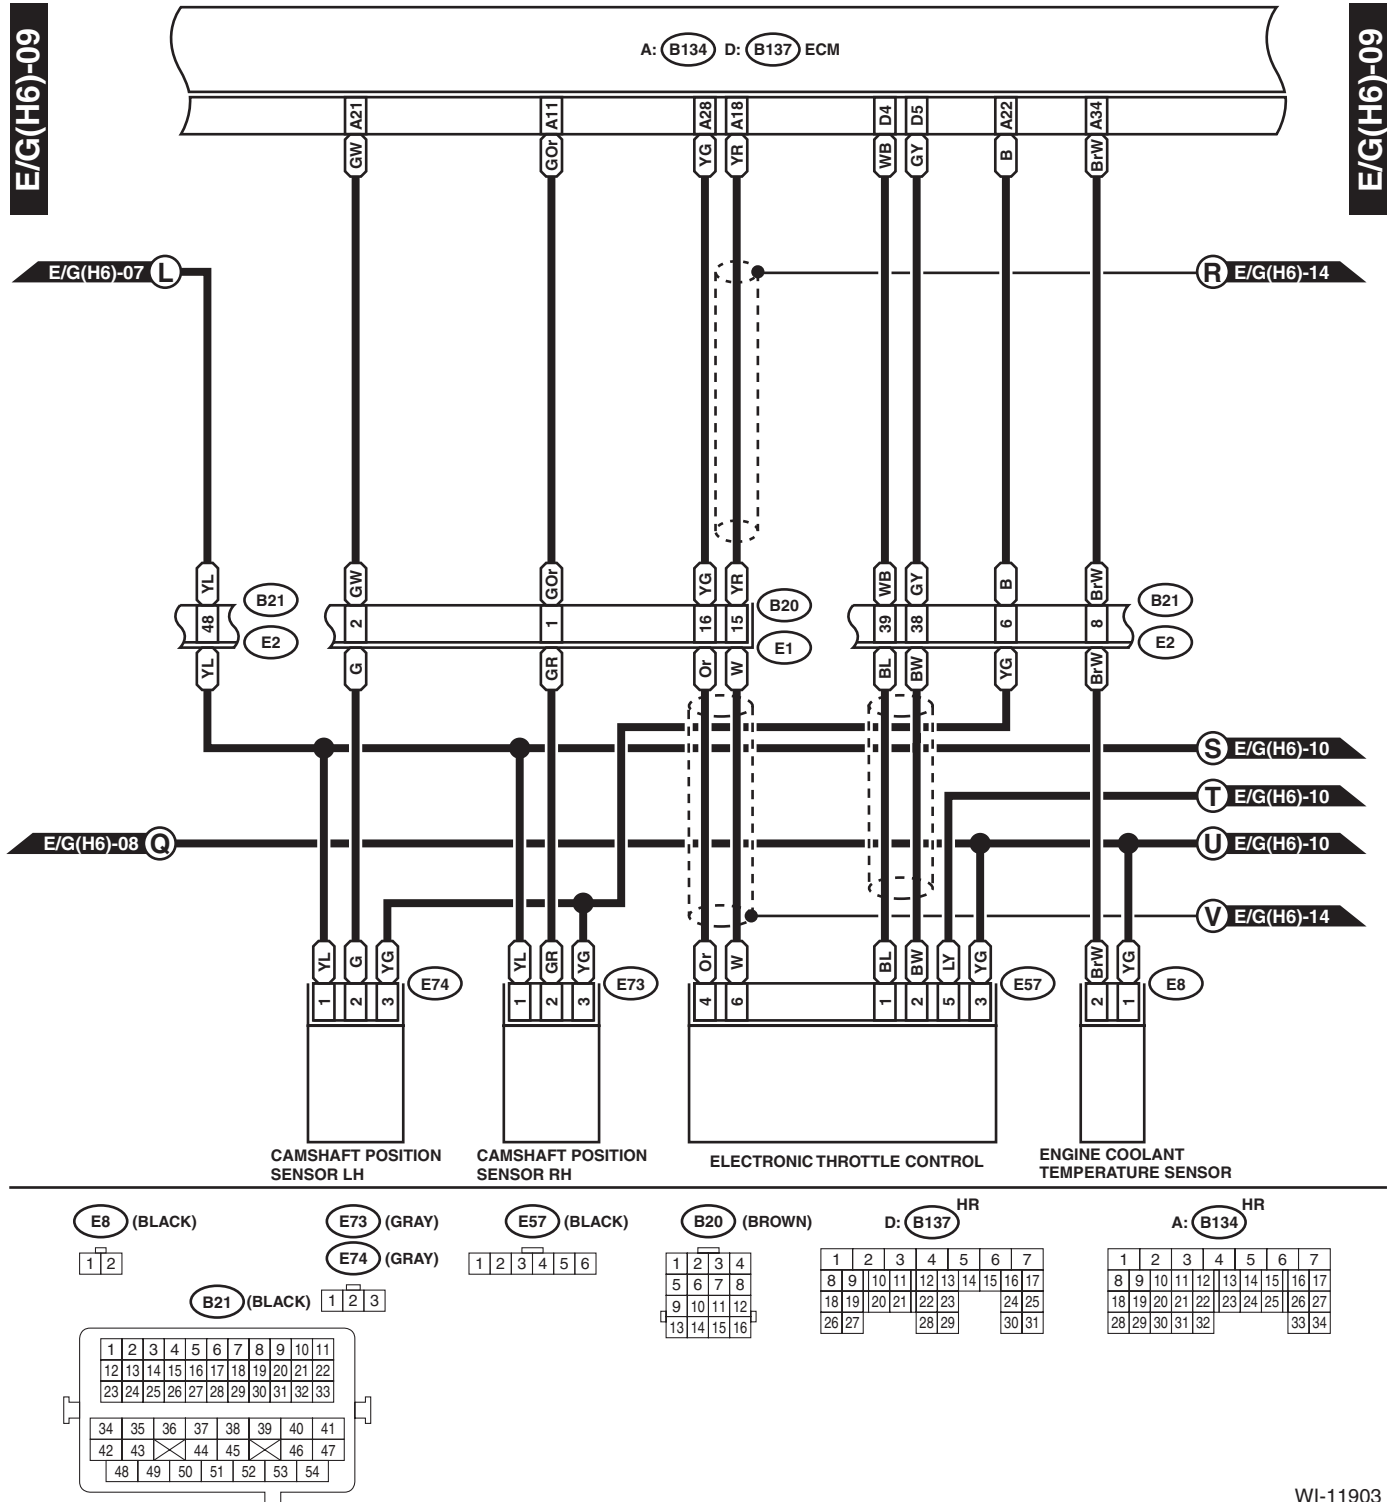 E/G(H6)-09
E/G(H6)-09
A: B134 D: B137 ECM
A21 A11 A28 A18 D4 D5 A22 A34
GW GOr YG YR WB GY B BrW
E/G(H6)-07 L
R E/G(H6)-14
YL GW GOr YG YR WB GY B BrW
B21 B20 B21
48 2 1 16 15 39 38 6 8
E2 E1 E2
YL G GR Or W BL BW YG BrW
S E/G(H6)-10
T E/G(H6)-10
E/G(H6)-08 Q
U E/G(H6)-10
V E/G(H6)-14
YL G YG YL GR YG Or W BL BW LY YG BrW YG
E74 E73 E57 E8
1 2 3 1 2 3 4 6 1 2 5 3 2 1
CAMSHAFT POSITION
SENSOR LH
CAMSHAFT POSITION
SENSOR RH
ELECTRONIC THROTTLE CONTROL
ENGINE COOLANT
TEMPERATURE SENSOR
E8 (BLACK)
1 2
E73 (GRAY)
E74 (GRAY)
1 2 3
E57 (BLACK)
1 2 3 4 5 6
B20 (BROWN)
1 2 3 4
5 6 7 8
9 10 11 12
13 14 15 16
D: B137 HR
1 2 3 4 5 6 7
8 9 10 11 12 13 14 15 16 17
18 19 20 21 22 23 24 25
26 27 28 29 30 31
A: B134 HR
1 2 3 4 5 6 7
8 9 10 11 12 13 14 15 16 17
18 19 20 21 22 23 24 25 26 27
28 29 30 31 32 33 34
B21 (BLACK)
1 2 3 4 5 6 7 8 9 10 11
12 13 14 15 16 17 18 19 20 21 22
23 24 25 26 27 28 29 30 31 32 33
34 35 36 37 38 39 40 41
42 43 44 45 46 47
48 49 50 51 52 53 54
WI-11903